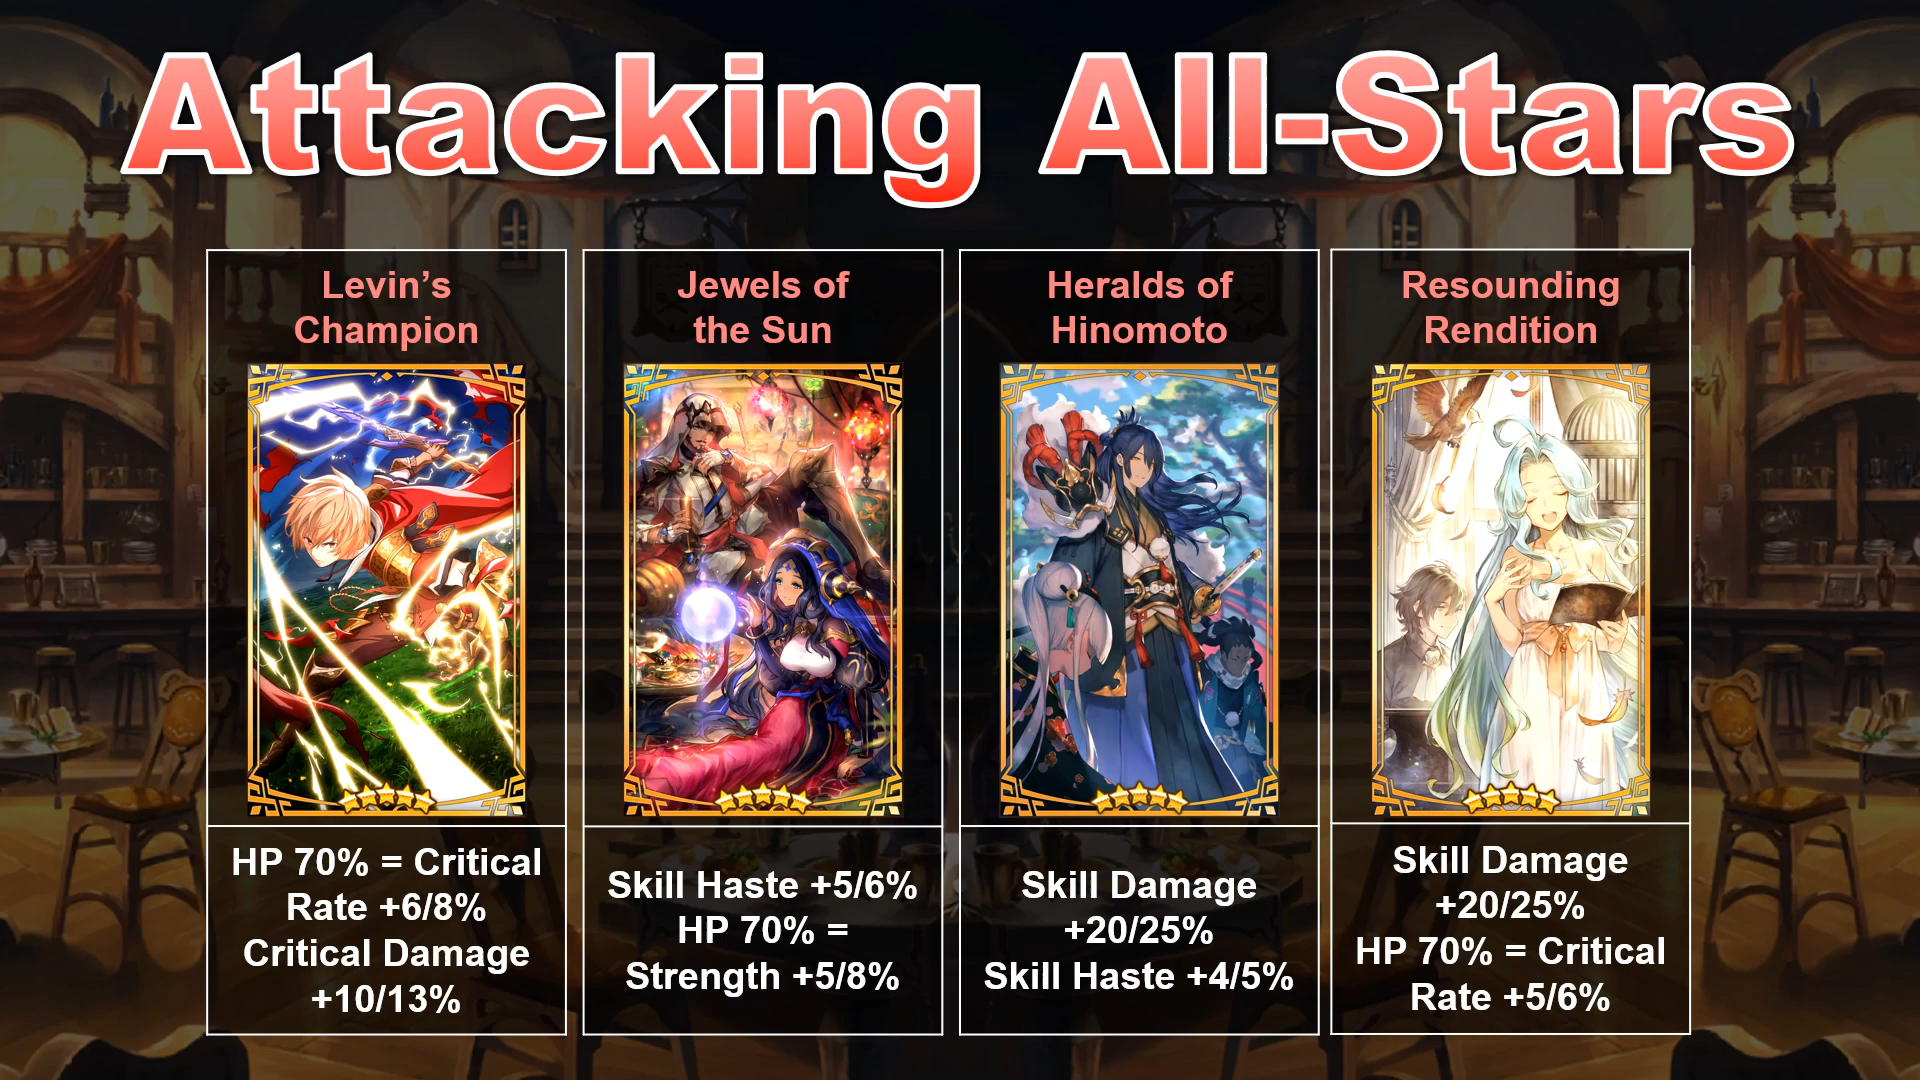 Attacking All-Stars
Levin’s
Champion
HP 70% = Critical
Rate +6/8%
Critical Damage
+10/13%
Jewels of
the Sun
Skill Haste +5/6%
HP 70% =
Strength +5/8%
Heralds of
Hinomoto
Skill Damage
+20/25%
Skill Haste +4/5%
Resounding
Rendition
Skill Damage
+20/25%
HP 70% = Critical
Rate +5/6%